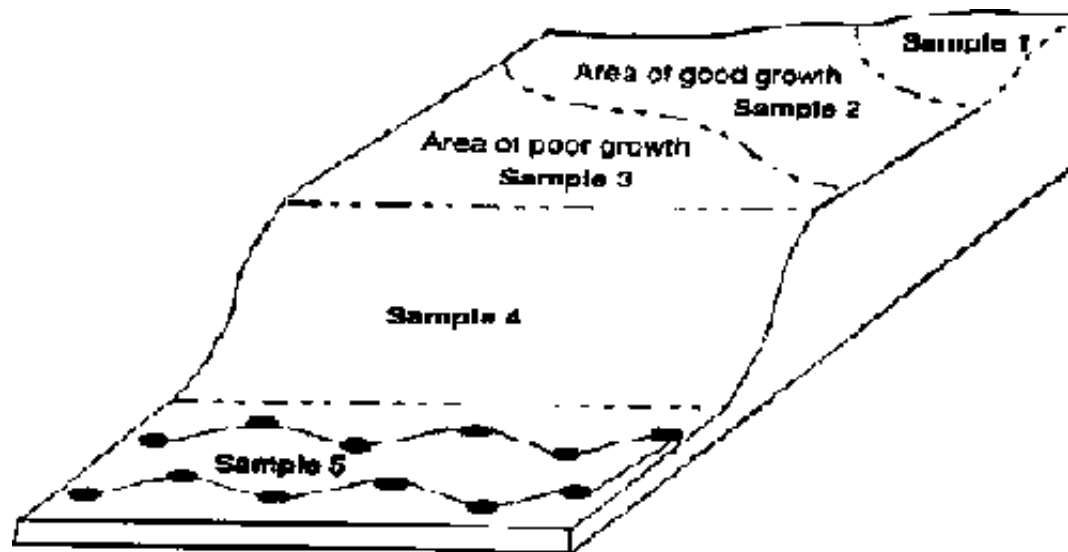 Sample 1
Area of good growth
Sample 2
Area of poor growth
Sample 3
Sample 4
Sample 5